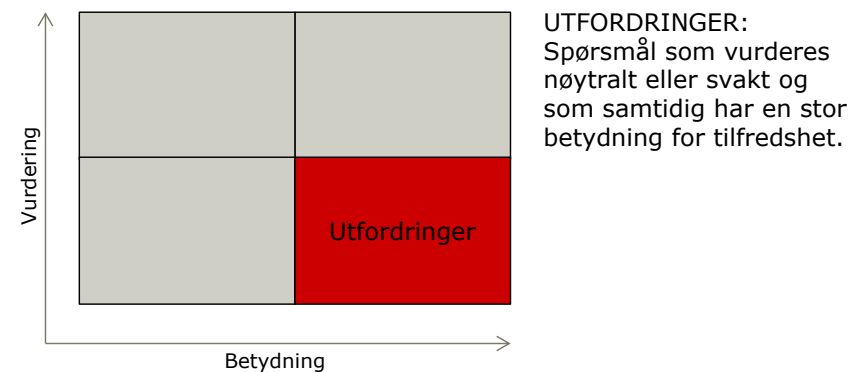 UTFORDRINGER:
Spørsmål som vurderes
nøytralt eller svakt og
som samtidig har en stor
betydning for tilfredshet.
Vurdering
Utfordringer
Betydning